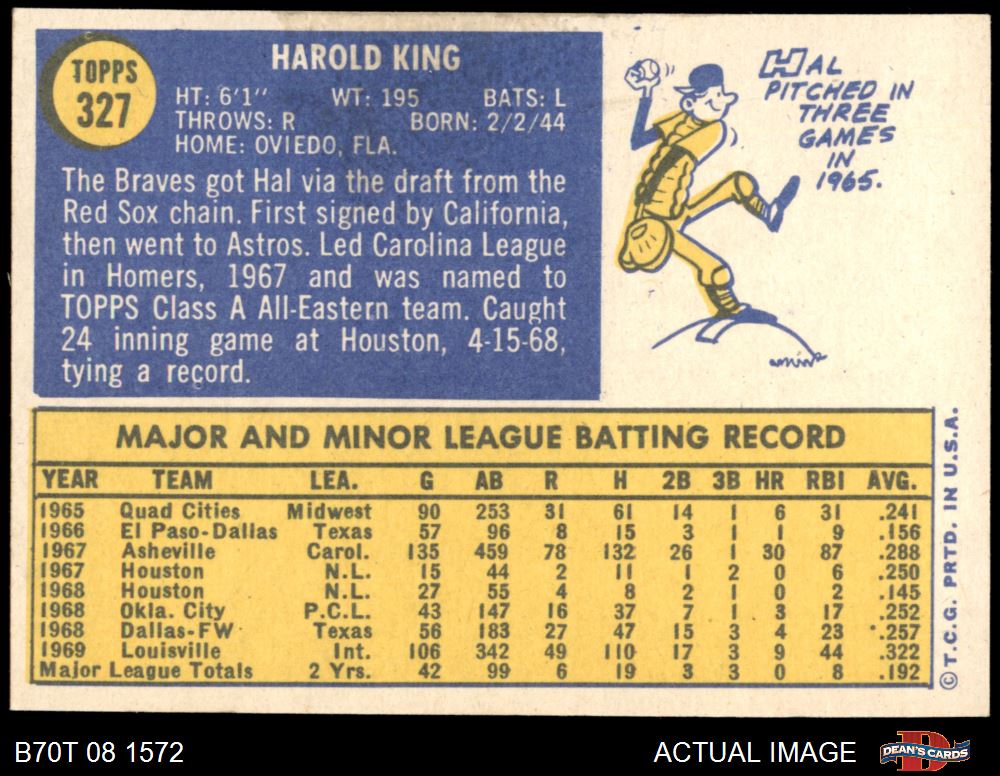 TOPPS
327
HAROLD KING
HT: 6'1" WT: 195 BATS: L
THROWS: R BORN: 2/2/44
HOME: OVIEDO, FLA.
The Braves got Hal via the draft from the
Red Sox chain. First signed by California,
then went to Astros. Led Carolina League
in Homers, 1967 and was named to
TOPPS Class A All-Eastern team. Caught
24 inning game at Houston, 4-15-68,
tying a record.
HAL
PITCHED IN
THREE
GAMES
IN
1965.
MAJOR AND MINOR LEAGUE BATTING RECORD
YEAR TEAM LEA. G AB R H 2B 3B HR RBI AVG.
1965 Quad Cities Midwest 90 253 31 61 14 1 6 31 .241
1966 El Paso-Dallas Texas 57 96 8 15 3 1 1 9 .156
1967 Asheville Carol. 135 459 78 132 26 1 30 87 .288
1967 Houston N.L. 15 44 2 11 1 2 0 6 .250
1968 Houston N.L. 27 55 4 8 2 1 0 2 .145
1968 Okla. City P.C.L. 43 147 16 37 7 1 3 17 .252
1968 Dallas-FW Texas 56 183 27 47 15 3 4 23 .257
1969 Louisville Int. 106 342 49 110 17 3 9 44 .322
Major League Totals 2 Yrs. 42 99 6 19 3 3 0 8 .192
© T.C.G. PRTD. IN U.S.A.
B70T 08 1572 ACTUAL IMAGE
DEAN'S CARDS